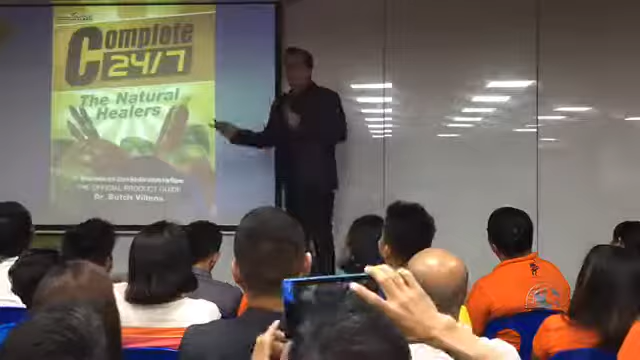 Complete
24/7
The Natural
Healers
THE OFFICIAL PRODUCT GUIDE
Dr. Butch Villena